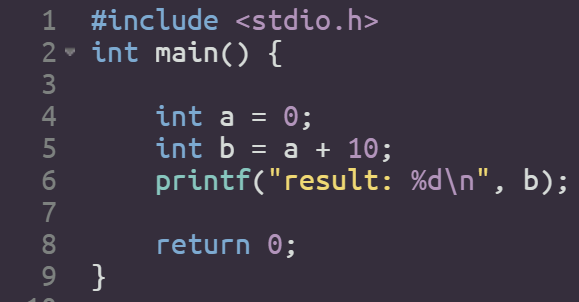 1 #include <stdio.h>
2 int main() {
3
4     int a = 0;
5     int b = a + 10;
6     printf("result: %d\n", b);
7
8     return 0;
9 }
10